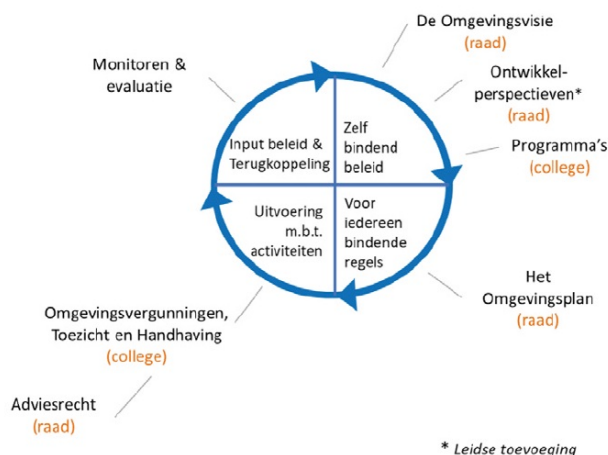 De Omgevingsvisie
(raad)
Monitoren &
evaluatie
Ontwikkel-
perspectieven*
(raad)
Input beleid &
Terugkoppeling
Zelf
bindend
beleid
Programma's
(college)
Uitvoering
m.b.t.
activiteiten
Voor
iedereen
bindende
regels
Het
Omgevingsplan
(raad)
Omgevingsvergunningen,
Toezicht en Handhaving
(college)
Adviesrecht
(raad)
* Leidse toevoeging